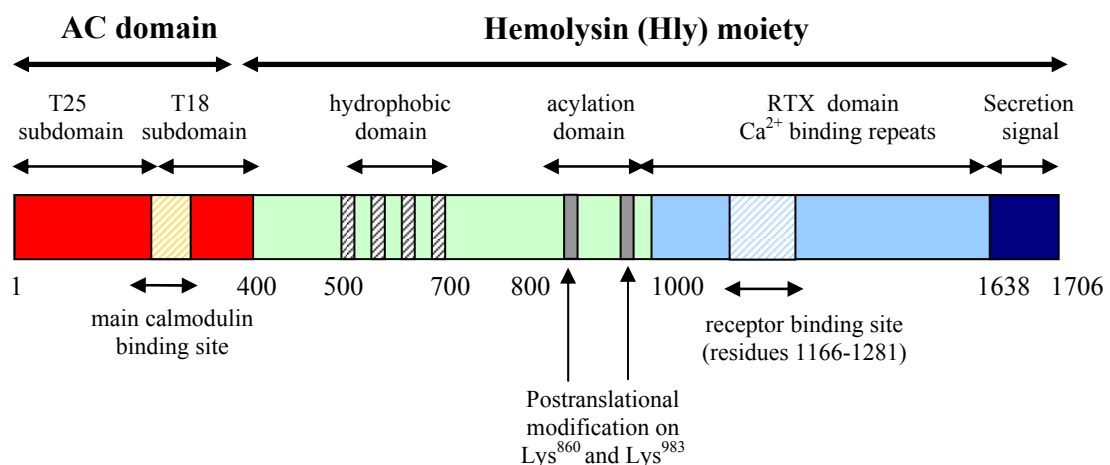 AC domain
Hemolysin (Hly) moiety
T25
subdomain
T18
subdomain
hydrophobic
domain
acylation
domain
RTX domain
Ca²⁺ binding repeats
Secretion
signal
1 400 500 700 800 1000 1638 1706
main calmodulin
binding site
receptor binding site
(residues 1166-1281)
Postranslational
modification on
Lys⁸⁶⁰ and Lys⁹⁸³